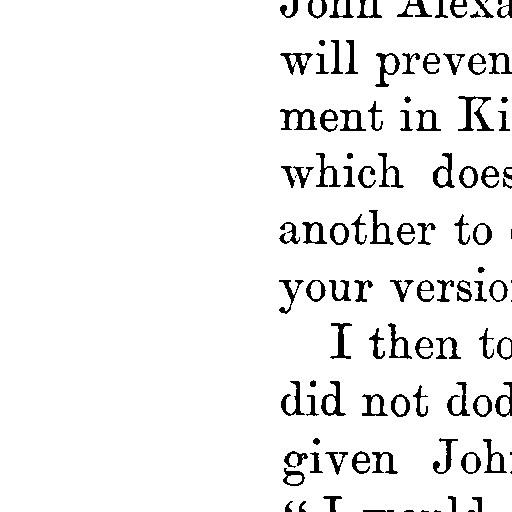 John Alexa
will preven
ment in Ki
which does
another to
your versio
I then to
did not dod
given Joh
“ I would